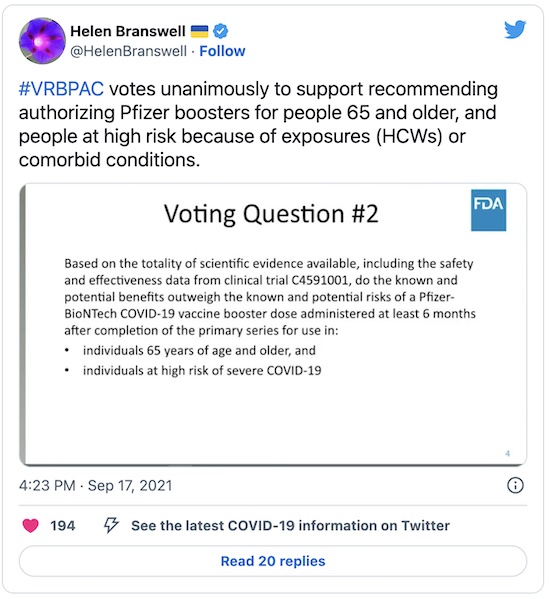 Helen Branswell
@HelenBranswell · Follow
#VRBPAC votes unanimously to support recommending
authorizing Pfizer boosters for people 65 and older, and
people at high risk because of exposures (HCWs) or
comorbid conditions.
FDA
Voting Question #2
Based on the totality of scientific evidence available, including the safety
and effectiveness data from clinical trial C4591001, do the known and
potential benefits outweigh the known and potential risks of a Pfizer-
BioNTech COVID-19 vaccine booster dose administered at least 6 months
after completion of the primary series for use in:
• individuals 65 years of age and older, and
• individuals at high risk of severe COVID-19
4
4:23 PM · Sep 17, 2021
194 See the latest COVID-19 information on Twitter
Read 20 replies